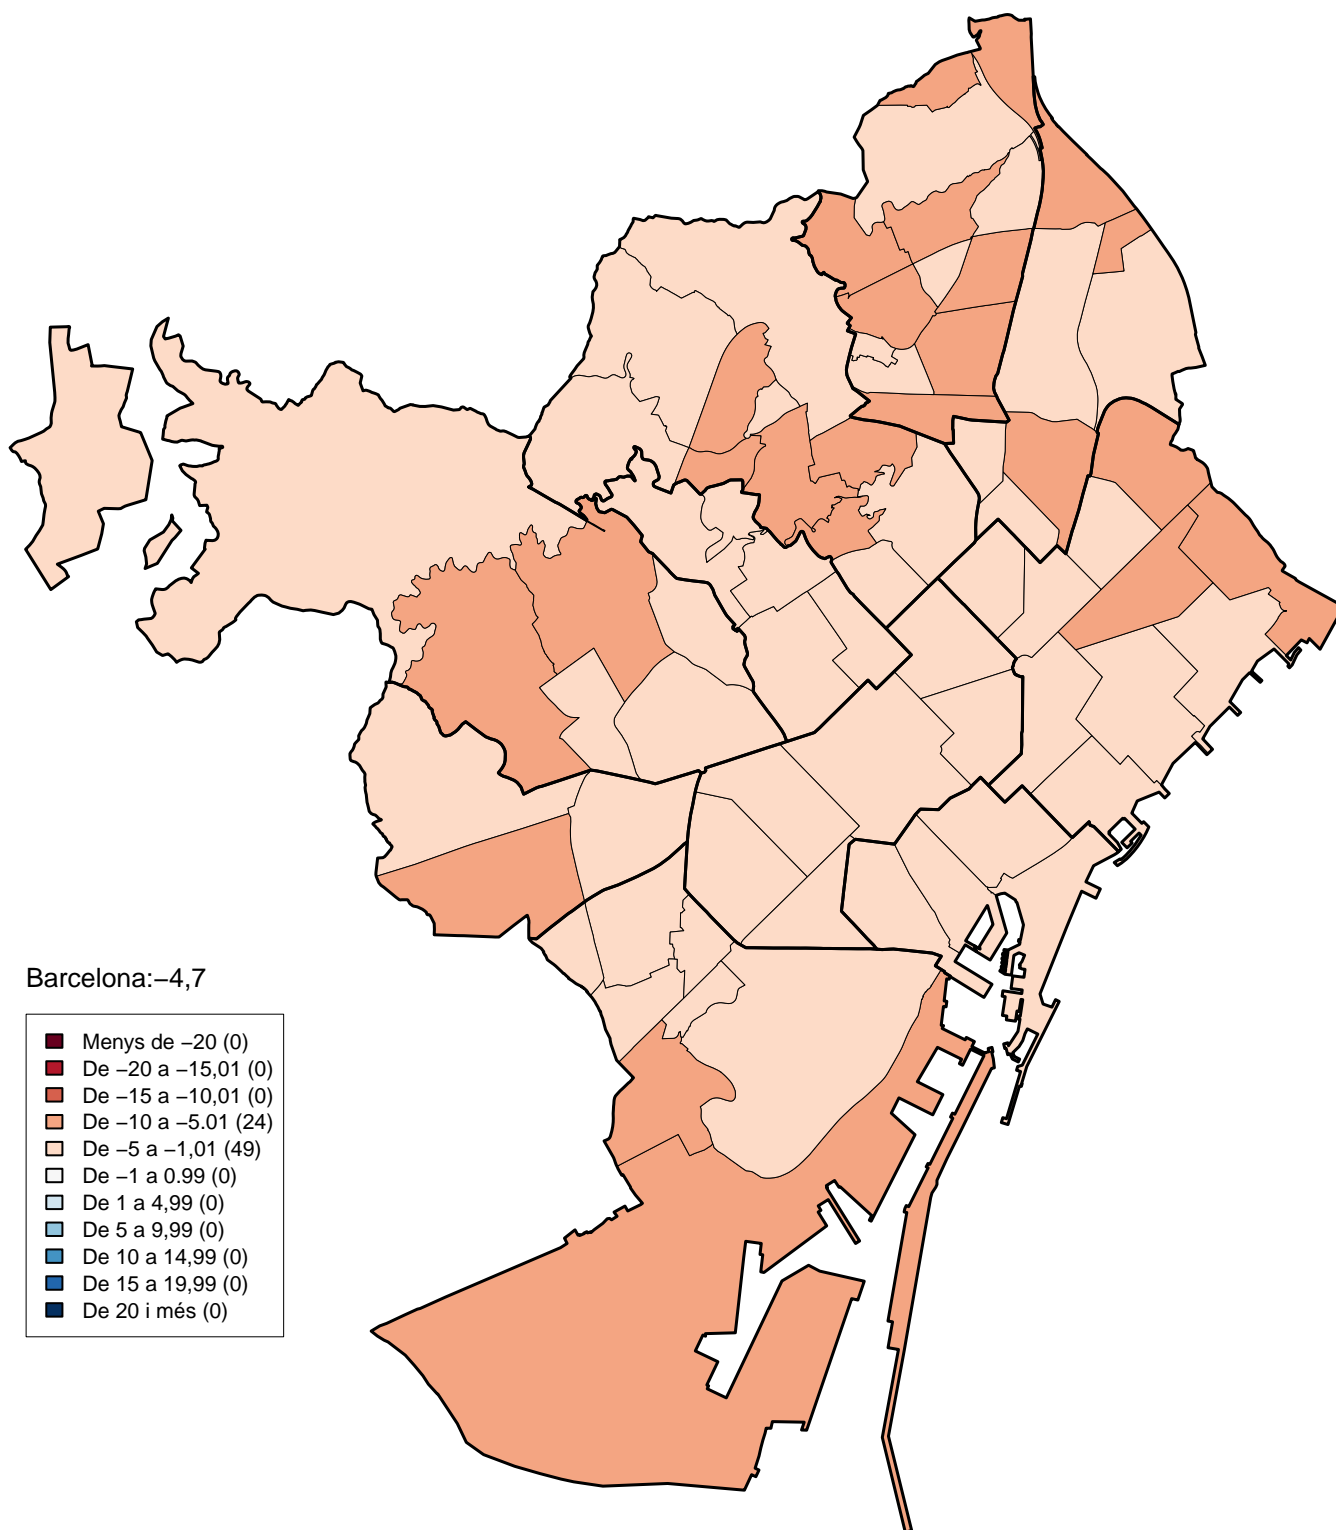 Barcelona:−4,7
Menys de −20 (0)
De −20 a −15,01 (0)
De −15 a −10,01 (0)
De −10 a −5.01 (24)
De −5 a −1,01 (49)
De −1 a 0.99 (0)
De 1 a 4,99 (0)
De 5 a 9,99 (0)
De 10 a 14,99 (0)
De 15 a 19,99 (0)
De 20 i més (0)